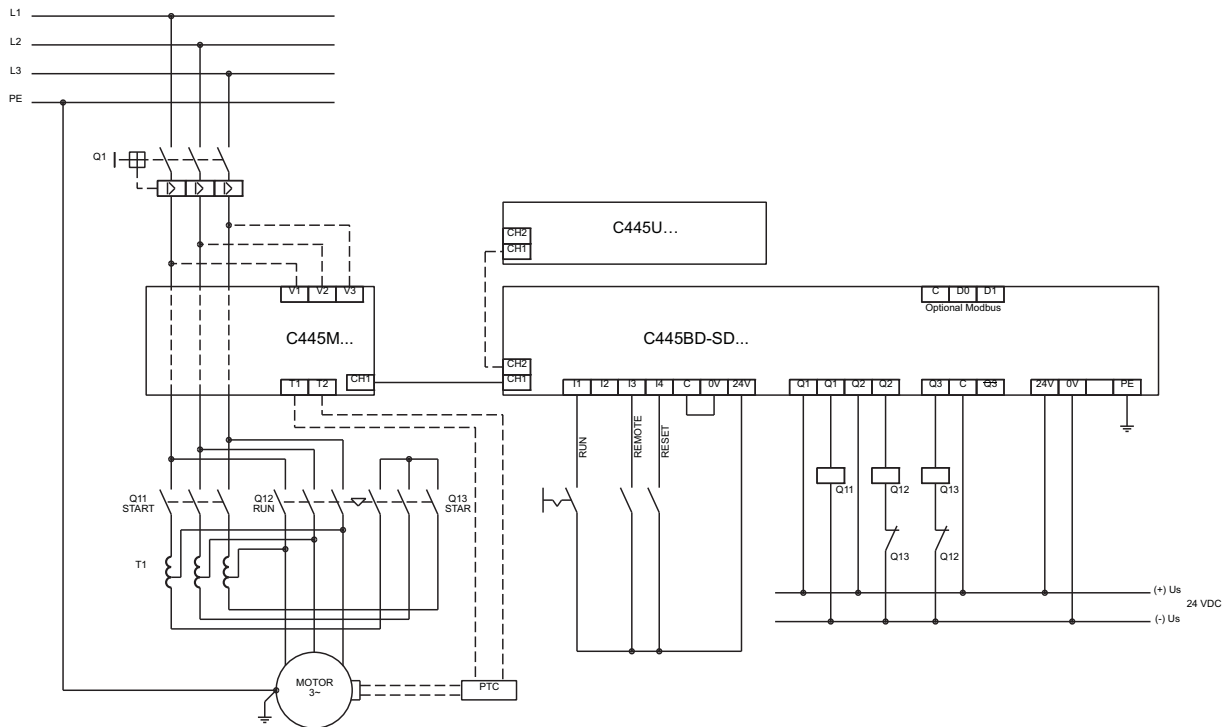 L1
L2
L3
PE
Q1
C445U...
CH2
CH1
V1 V2 V3
C445M...
T1 T2
CH1
C D0 D1
Optional Modbus
C445BD-SD...
CH2
CH1
I1 I2 I3 I4 C 0V 24V
Q1 Q1 Q2 Q2
Q3 C Q3
24V 0V PE
RUN
REMOTE
RESET
Q11
START
Q12
RUN
Q13
STAR
Q11
Q12
Q13
T1
Q13
Q12
(+) Us
24 VDC
(-) Us
MOTOR
3~
PTC